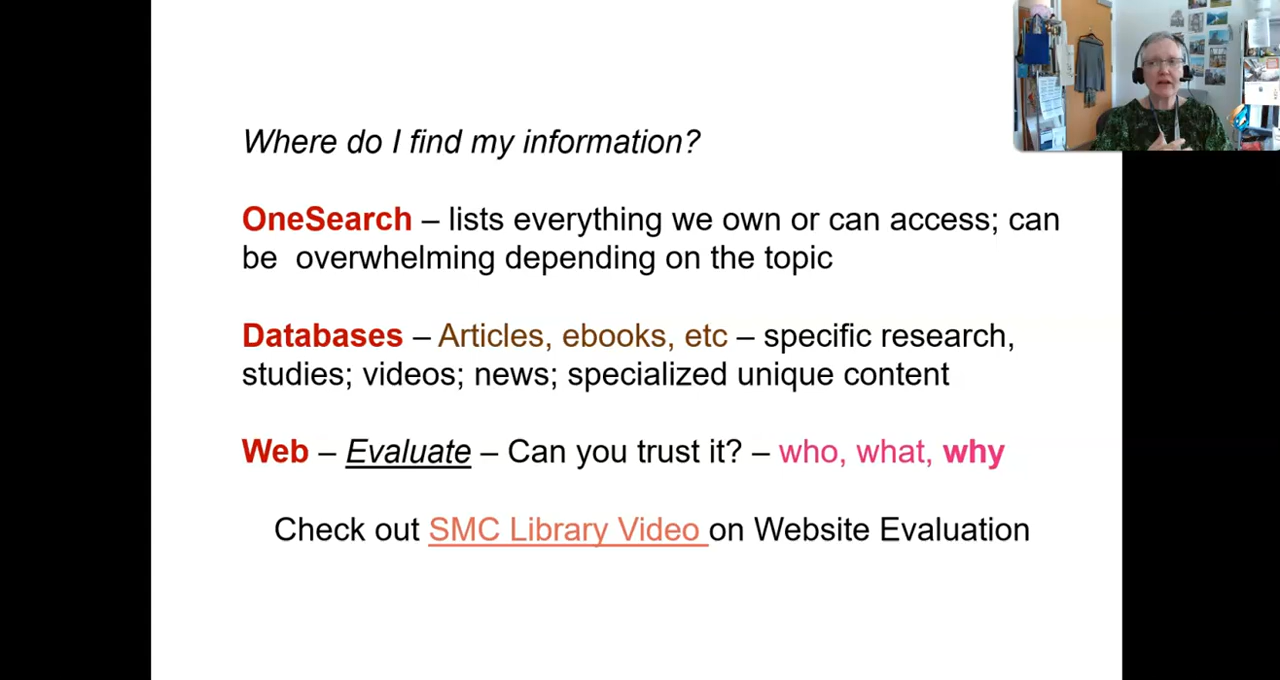 Where do I find my information?
OneSearch – lists everything we own or can access; can
be  overwhelming depending on the topic
Databases – Articles, ebooks, etc – specific research,
studies; videos; news; specialized unique content
Web – Evaluate – Can you trust it? – who, what, why
Check out SMC Library Video on Website Evaluation